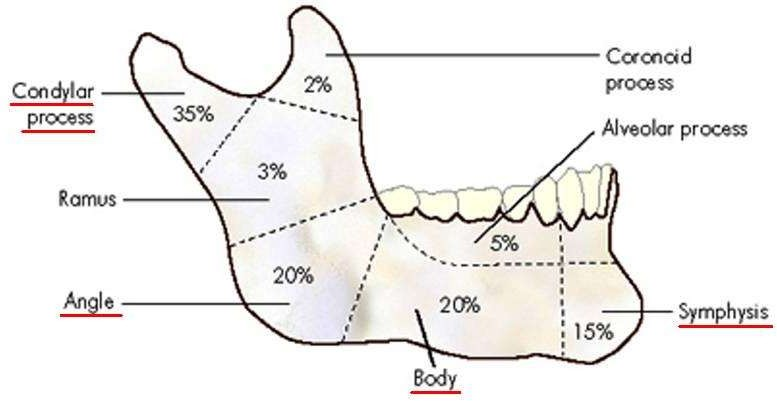 Coronoid
process
2%
Condylar
process
35%
Alveolar process
3%
Ramus
5%
20%
Angle
20%
Symphysis
15%
Body